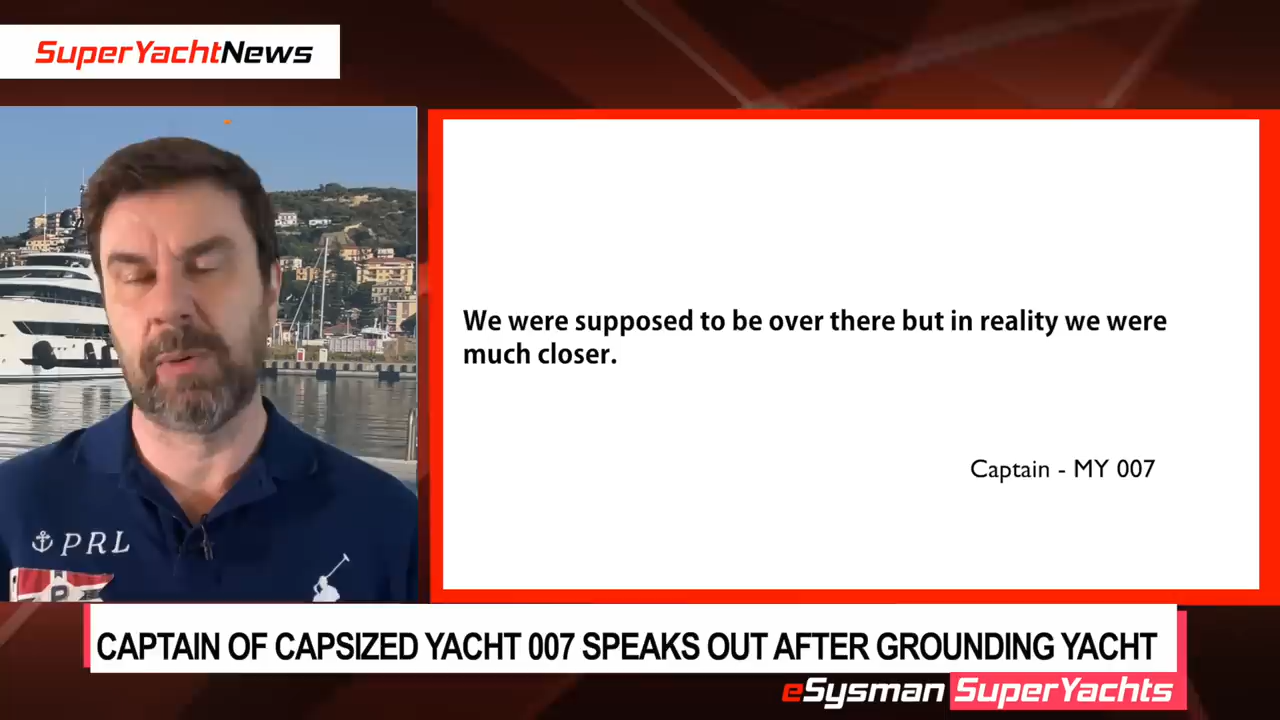 SuperYachtNews
We were supposed to be over there but in reality we were
much closer.
Captain - MY 007
PRL
CAPTAIN OF CAPSIZED YACHT 007 SPEAKS OUT AFTER GROUNDING YACHT
eSysman SuperYachts